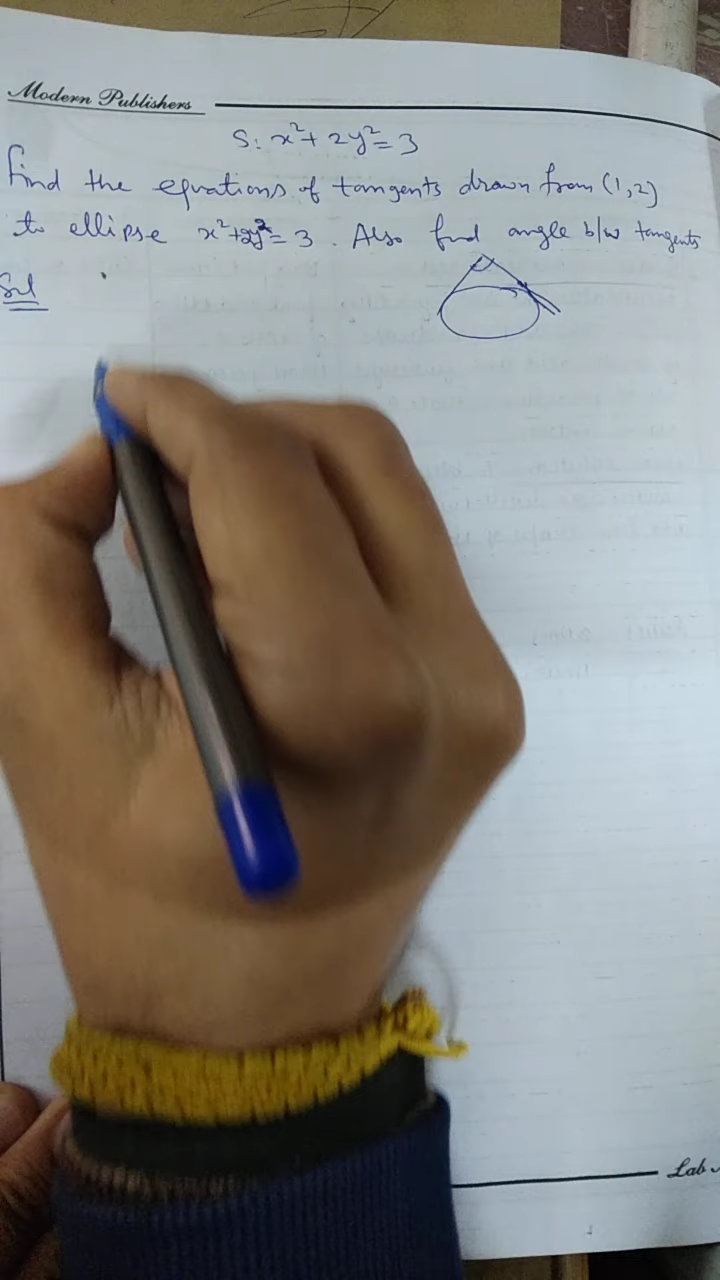 Modern Publishers
S: x²+ 2y²= 3
Find the equations of tangents drawn from (1,2)
to ellipse x²+2y²= 3. Also find angle b/w tangents
Sol
Lab